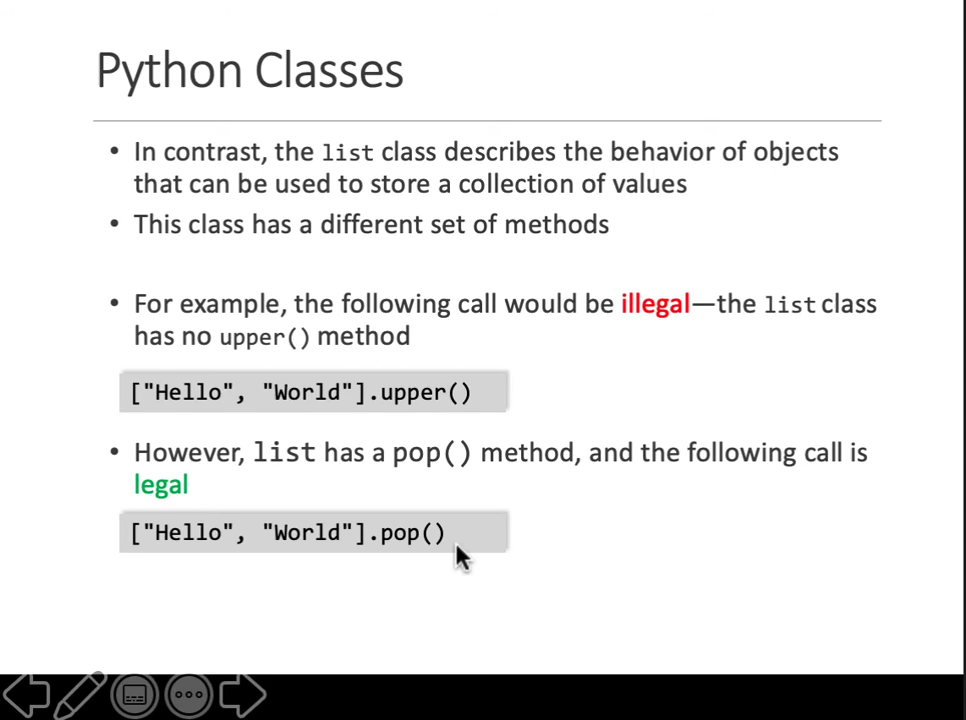 Python Classes
• In contrast, the list class describes the behavior of objects
that can be used to store a collection of values
• This class has a different set of methods
• For example, the following call would be illegal—the list class
has no upper() method
["Hello", "World"].upper()
• However, list has a pop() method, and the following call is
legal
["Hello", "World"].pop()